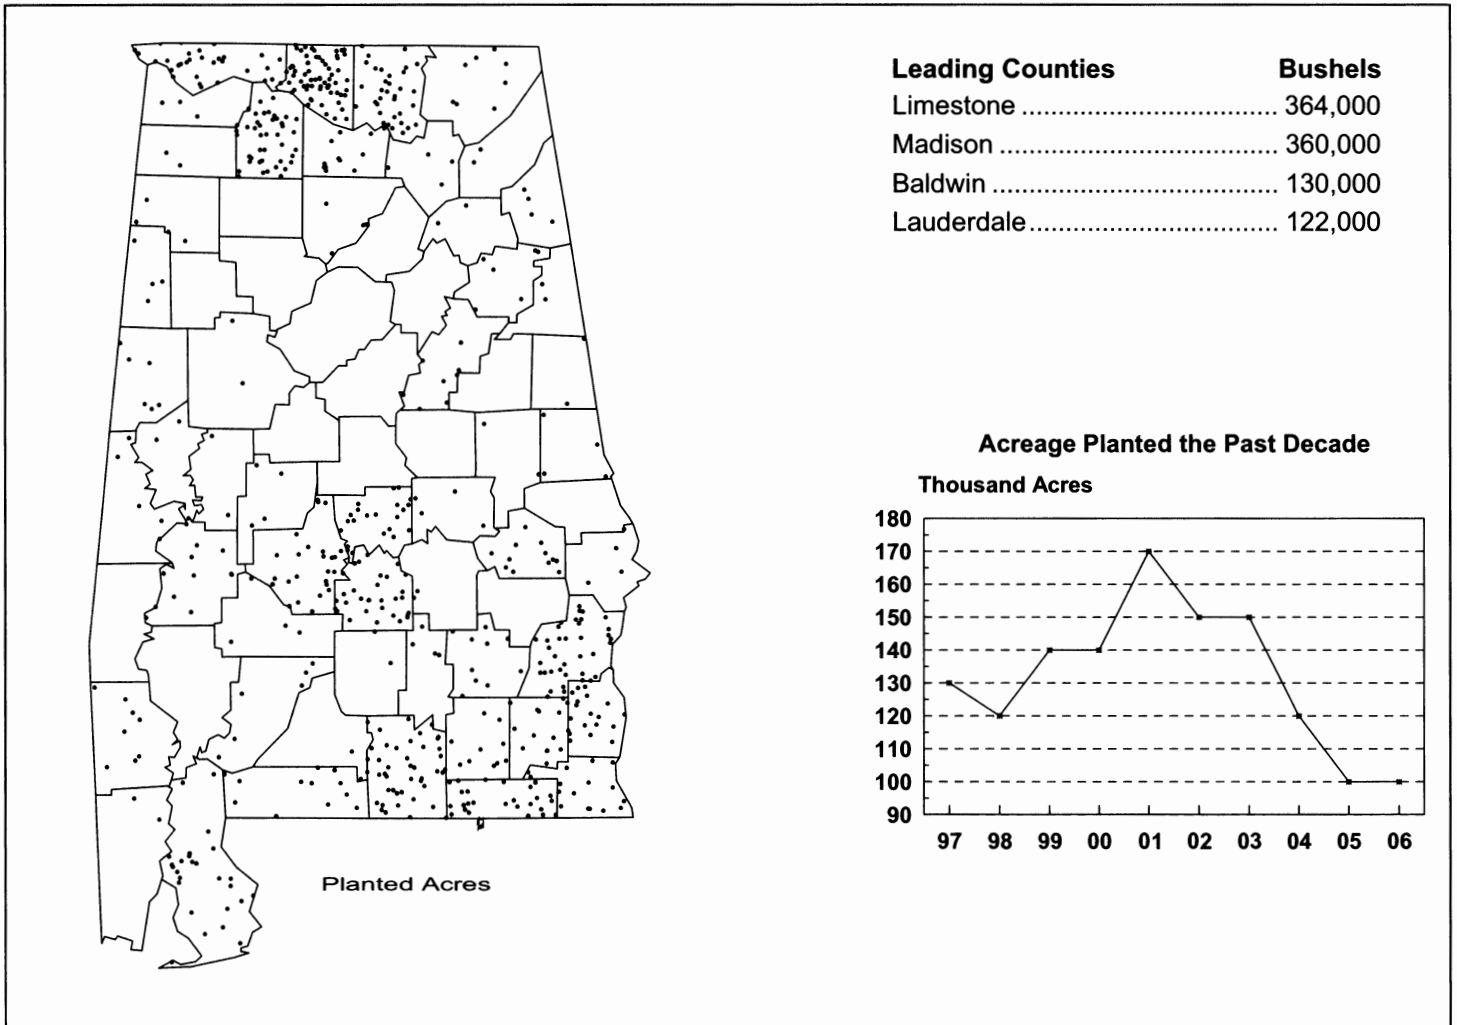 Leading Counties Bushels
Limestone ................................. 364,000
Madison .................................... 360,000
Baldwin ..................................... 130,000
Lauderdale................................ 122,000
Acreage Planted the Past Decade
Thousand Acres
180
170
160
150
140
130
120
110
100
90
97 98 99 00 01 02 03 04 05 06
Planted Acres